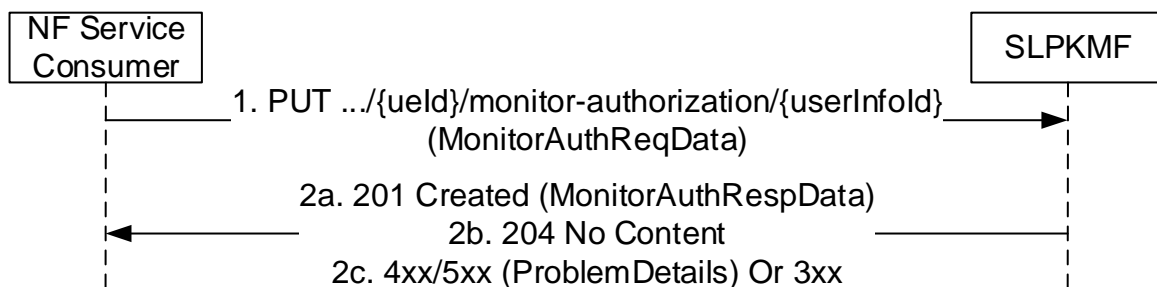 NF Service
Consumer
SLPKMF
1. PUT .../{ueId}/monitor-authorization/{userInfoId}
(MonitorAuthReqData)
2a. 201 Created (MonitorAuthRespData)
2b. 204 No Content
2c. 4xx/5xx (ProblemDetails) Or 3xx